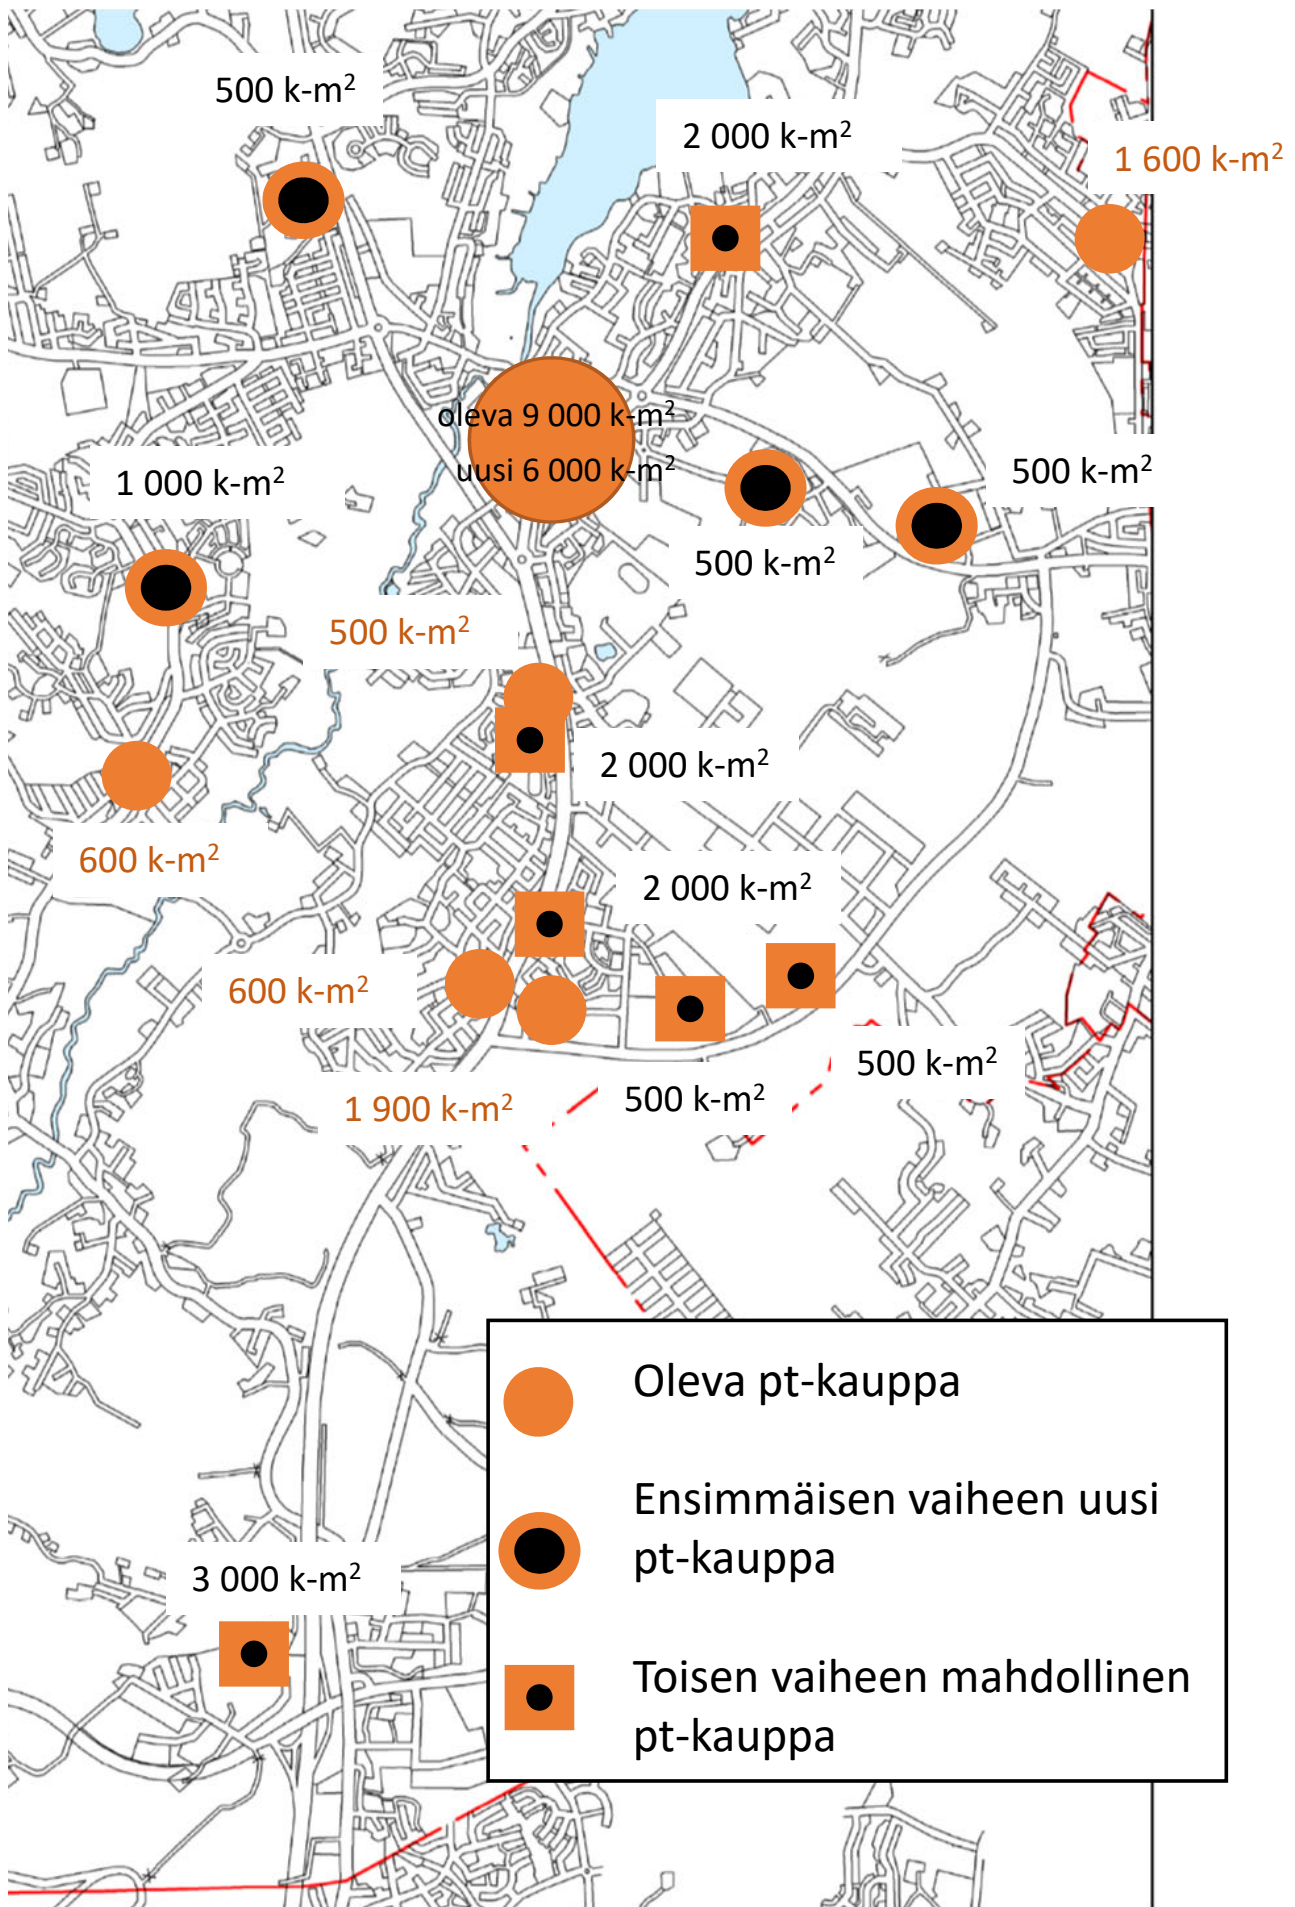 500 k-m²
2 000 k-m²
1 600 k-m²
oleva 9 000 k-m²
uusi 6 000 k-m²
1 000 k-m²
500 k-m²
500 k-m²
500 k-m²
2 000 k-m²
600 k-m²
2 000 k-m²
600 k-m²
500 k-m²
500 k-m²
1 900 k-m²
Oleva pt-kauppa
Ensimmäisen vaiheen uusi
pt-kauppa
3 000 k-m²
Toisen vaiheen mahdollinen
pt-kauppa